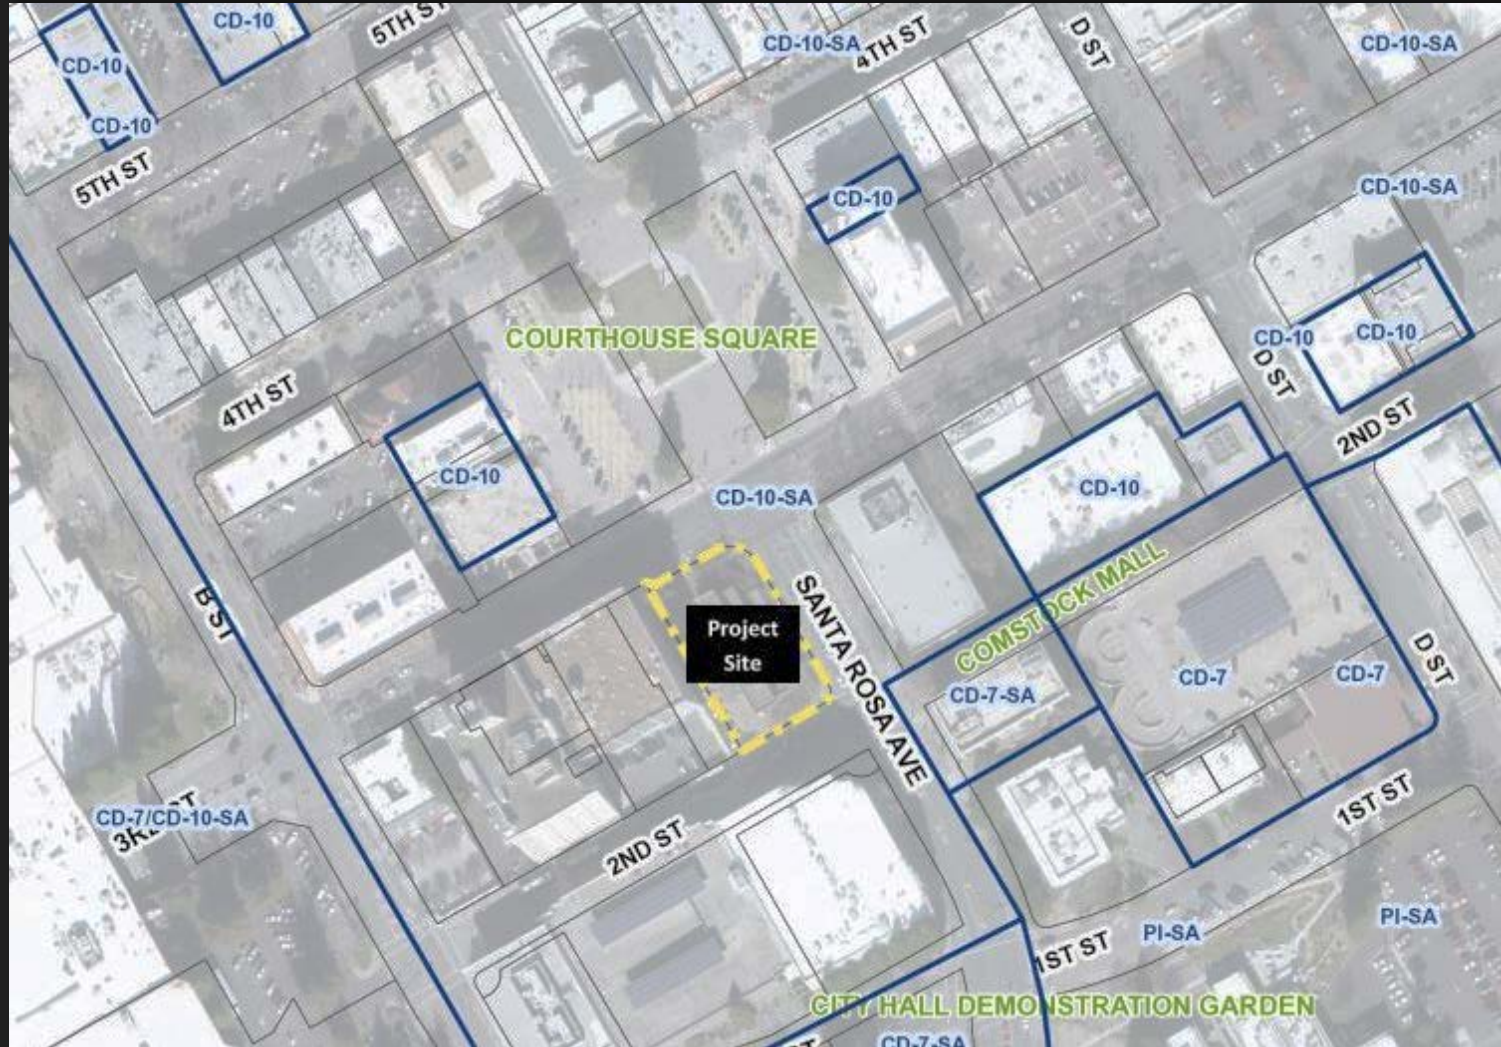 CD-10
5TH ST
CD-10-SA
4TH ST
D ST
CD-10-SA
CD-10
CD-10
5TH ST
CD-10
CD-10-SA
COURTHOUSE SQUARE
CD-10
CD-10
D ST
4TH ST
2ND ST
CD-10
CD-10-SA
CD-10
B ST
SANTA ROSA AVE
COMSTOCK MALL
Project
Site
CD-7-SA
CD-7
CD-7
D ST
CD-7/CD-10-SA
2ND ST
1ST ST
PI-SA
PI-SA
1ST ST
CITY HALL DEMONSTRATION GARDEN
CD-7-SA